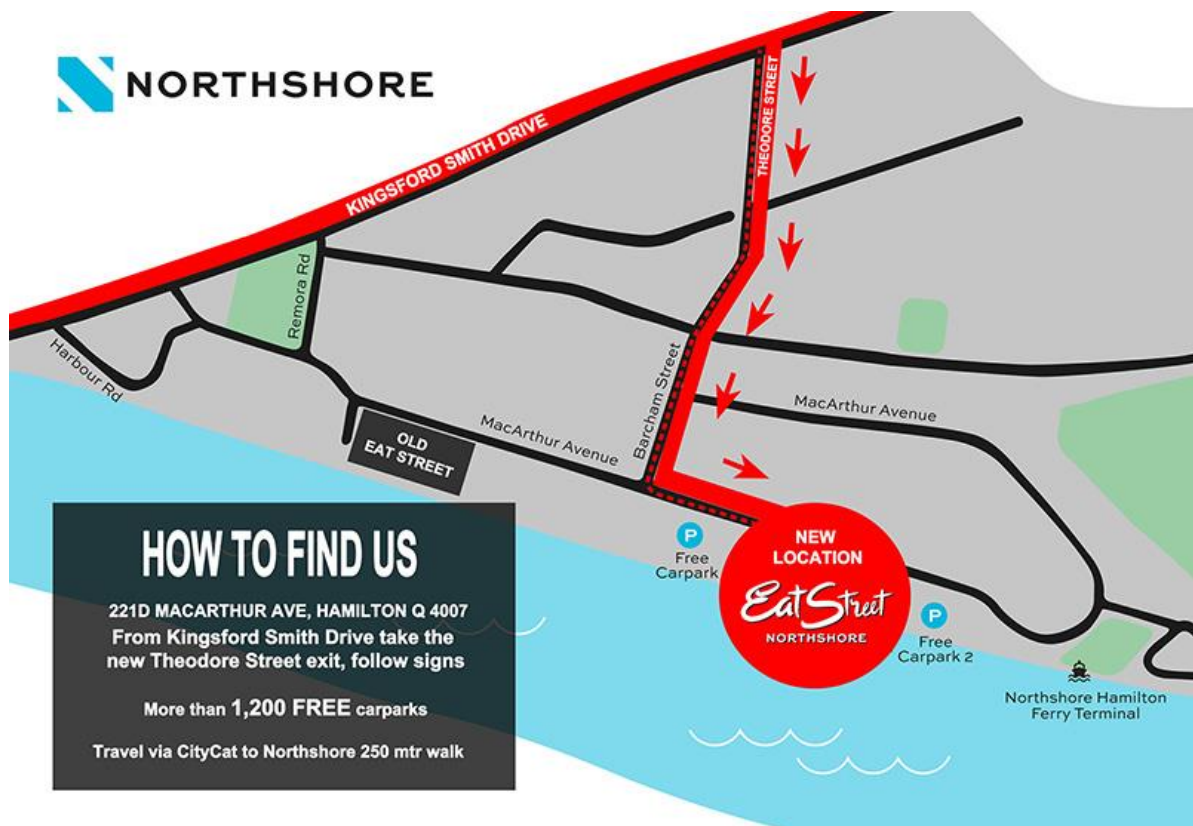 NORTHSHORE
KINGSFORD SMITH DRIVE
THEODORE STREET
Remora Rd
Harbour Rd
Barcham Street
MacArthur Avenue
MacArthur Avenue
OLD
EAT STREET
P
Free
Carpark
NEW
LOCATION
Eat Street
NORTHSHORE
P
Free
Carpark 2
Northshore Hamilton
Ferry Terminal
HOW TO FIND US
221D MACARTHUR AVE, HAMILTON Q 4007
From Kingsford Smith Drive take the
new Theodore Street exit, follow signs
More than 1,200 FREE carparks
Travel via CityCat to Northshore 250 mtr walk